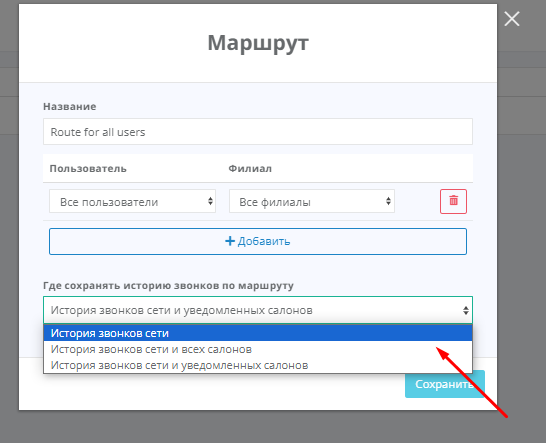 Маршрут
Название
Route for all users
Пользователь Филиал
Все пользователи Все филиалы
+ Добавить
Где сохранять историю звонков по маршруту
История звонков сети и уведомленных салонов
История звонков сети
История звонков сети и всех салонов
История звонков сети и уведомленных салонов
Сохранить